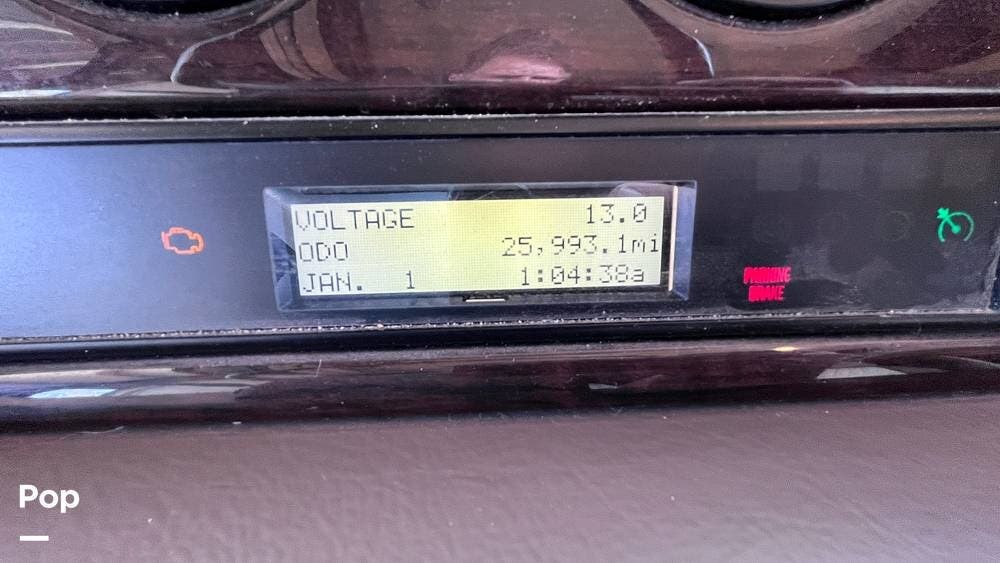 VOLTAGE 13.0
ODO 25,993.1mi
JAN. 1 1:04:38a
PARKING
BRAKE
Pop